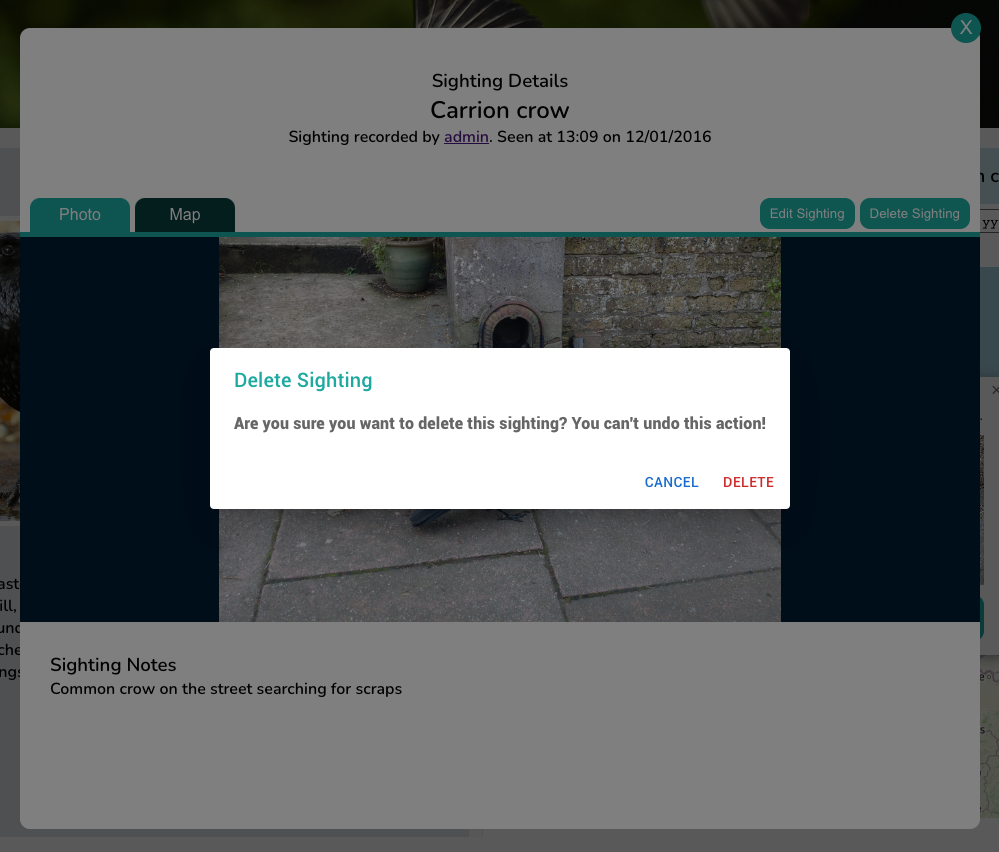 X
Sighting Details
Carrion crow
Sighting recorded by admin. Seen at 13:09 on 12/01/2016
Photo
Map
Edit Sighting
Delete Sighting
Delete Sighting
Are you sure you want to delete this sighting? You can't undo this action!
CANCEL
DELETE
Sighting Notes
Common crow on the street searching for scraps